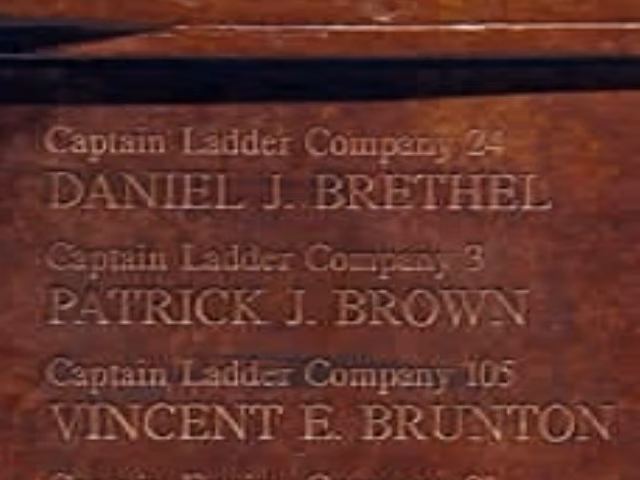 Captain Ladder Company 24
DANIEL J. BRETHEL
Captain Ladder Company 3
PATRICK J. BROWN
Captain Ladder Company 105
VINCENT E. BRUNTON